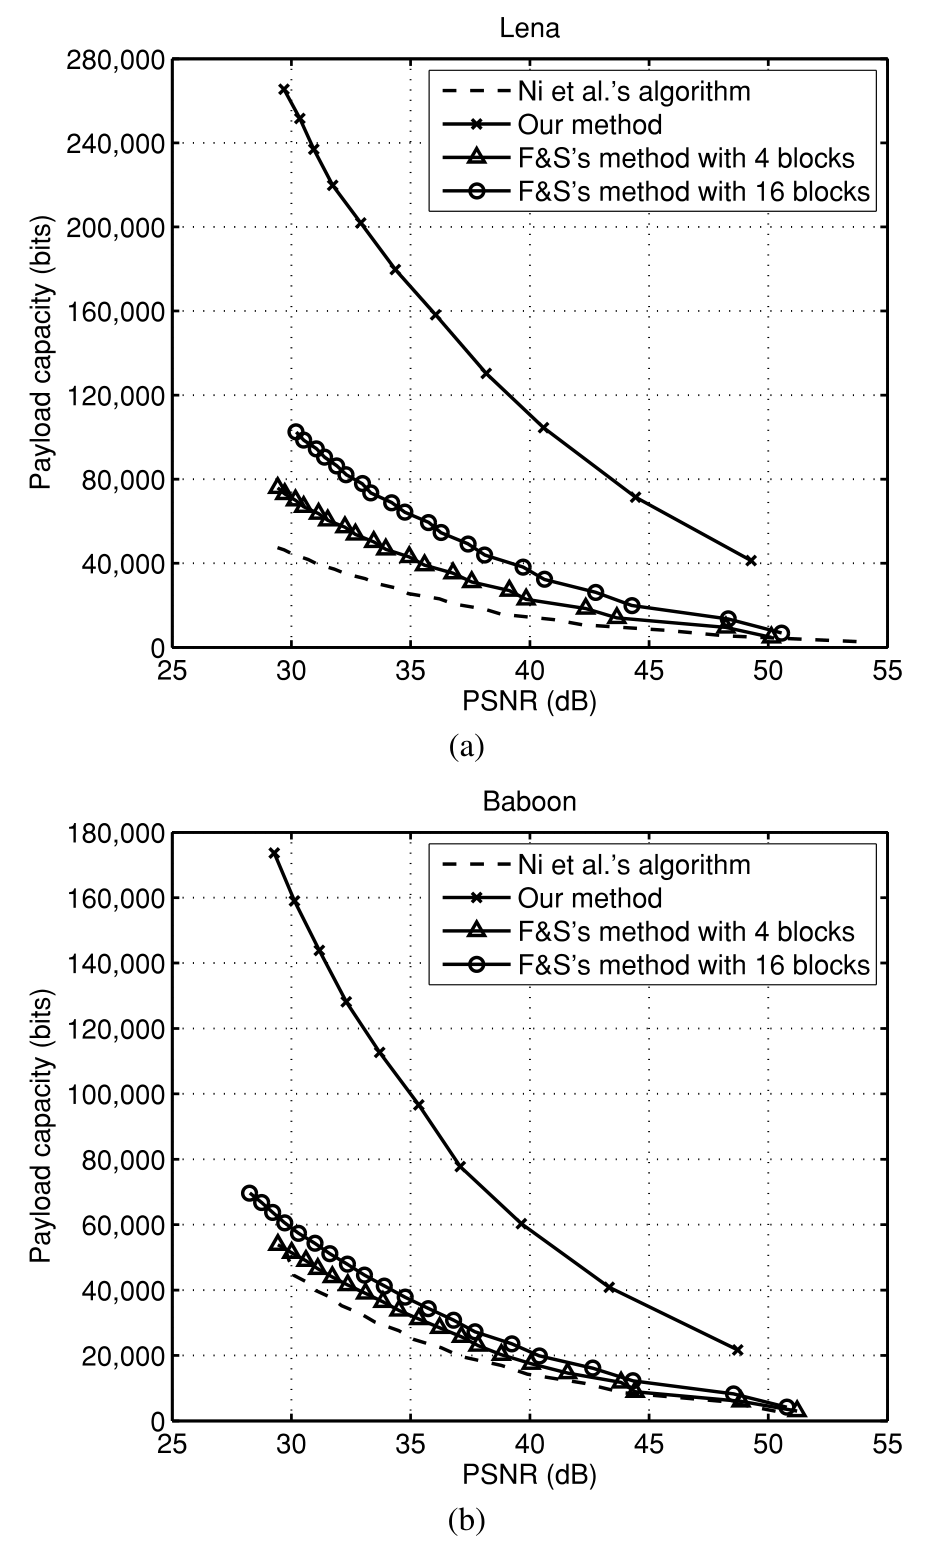 Lena
280,000
240,000
200,000
160,000
120,000
80,000
40,000
0
Payload capacity (bits)
Ni et al.'s algorithm
Our method
F&S's method with 4 blocks
F&S's method with 16 blocks
25 30 35 40 45 50 55
PSNR (dB)
(a)
Baboon
180,000
160,000
140,000
120,000
100,000
80,000
60,000
40,000
20,000
0
Payload capacity (bits)
Ni et al.'s algorithm
Our method
F&S's method with 4 blocks
F&S's method with 16 blocks
25 30 35 40 45 50 55
PSNR (dB)
(b)